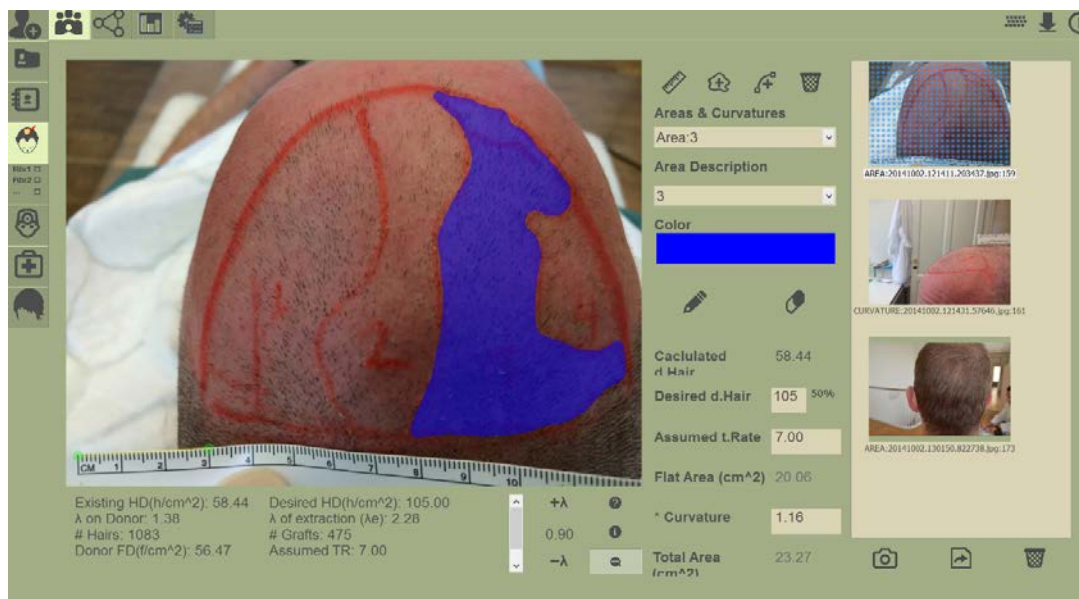 FBx1
FBx2
...
CM 1 2 3 4 5 6 7 8 9 10
Areas & Curvatures
Area:3
Area Description
3
Color
Caclulated
d.Hair
58.44
Desired d.Hair 105 50%
Assumed t.Rate 7.00
Flat Area (cm^2) 20.06
* Curvature 1.16
Total Area
(cm^2)
23.27
Existing HD(h/cm^2): 58.44
λ on Donor: 1.38
# Hairs: 1083
Donor FD(f/cm^2): 56.47
Desired HD(h/cm^2): 105.00
λ of extraction (λe): 2.28
# Grafts: 475
Assumed TR: 7.00
+λ
0.90
−λ
AREA:20141002.121411.203437.jpg:159
CURVATURE:20141002.121431.57646.jpg:161
AREA:20141002.130150.822738.jpg:173